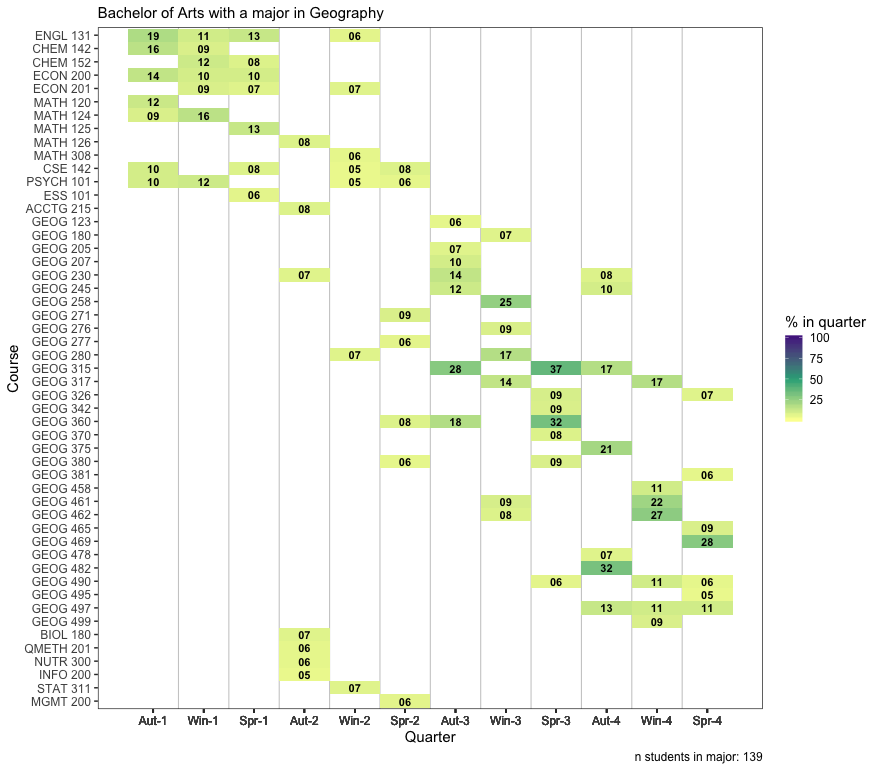 Bachelor of Arts with a major in Geography
ENGL 131 19 11 13 06
CHEM 142 16 09
CHEM 152 12 08
ECON 200 14 10 10
ECON 201 09 07 07
MATH 120 12
MATH 124 09 16
MATH 125 13
MATH 126 08
MATH 308 06
CSE 142 10 08 05 08
PSYCH 101 10 12 05 06
ESS 101 06
ACCTG 215 08
GEOG 123 06
GEOG 180 07
GEOG 205 07
GEOG 207 10
GEOG 230 07 14 08
GEOG 245 12 10
GEOG 258 25
GEOG 271 09
GEOG 276 09
GEOG 277 06
GEOG 280 07 17
GEOG 315 28 37 17
GEOG 317 14 17
GEOG 326 09 07
GEOG 342 09
GEOG 360 08 18 32
GEOG 370 08
GEOG 375 21
GEOG 380 06 09
GEOG 381 06
GEOG 458 11
GEOG 461 09 22
GEOG 462 08 27
GEOG 465 09
GEOG 469 28
GEOG 478 07
GEOG 482 32
GEOG 490 06 11 06
GEOG 495 05
GEOG 497 13 11 11
GEOG 499 09
BIOL 180 07
QMETH 201 06
NUTR 300 06
INFO 200 05
STAT 311 07
MGMT 200 06
Aut-1 Win-1 Spr-1 Aut-2 Win-2 Spr-2 Aut-3 Win-3 Spr-3 Aut-4 Win-4 Spr-4
Quarter
Course
% in quarter
100
75
50
25
n students in major: 139